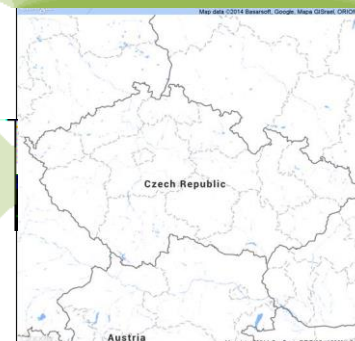 Map data ©2014 Basarsoft, Google, Mapa GISrael, ORION
Czech Republic
Austria